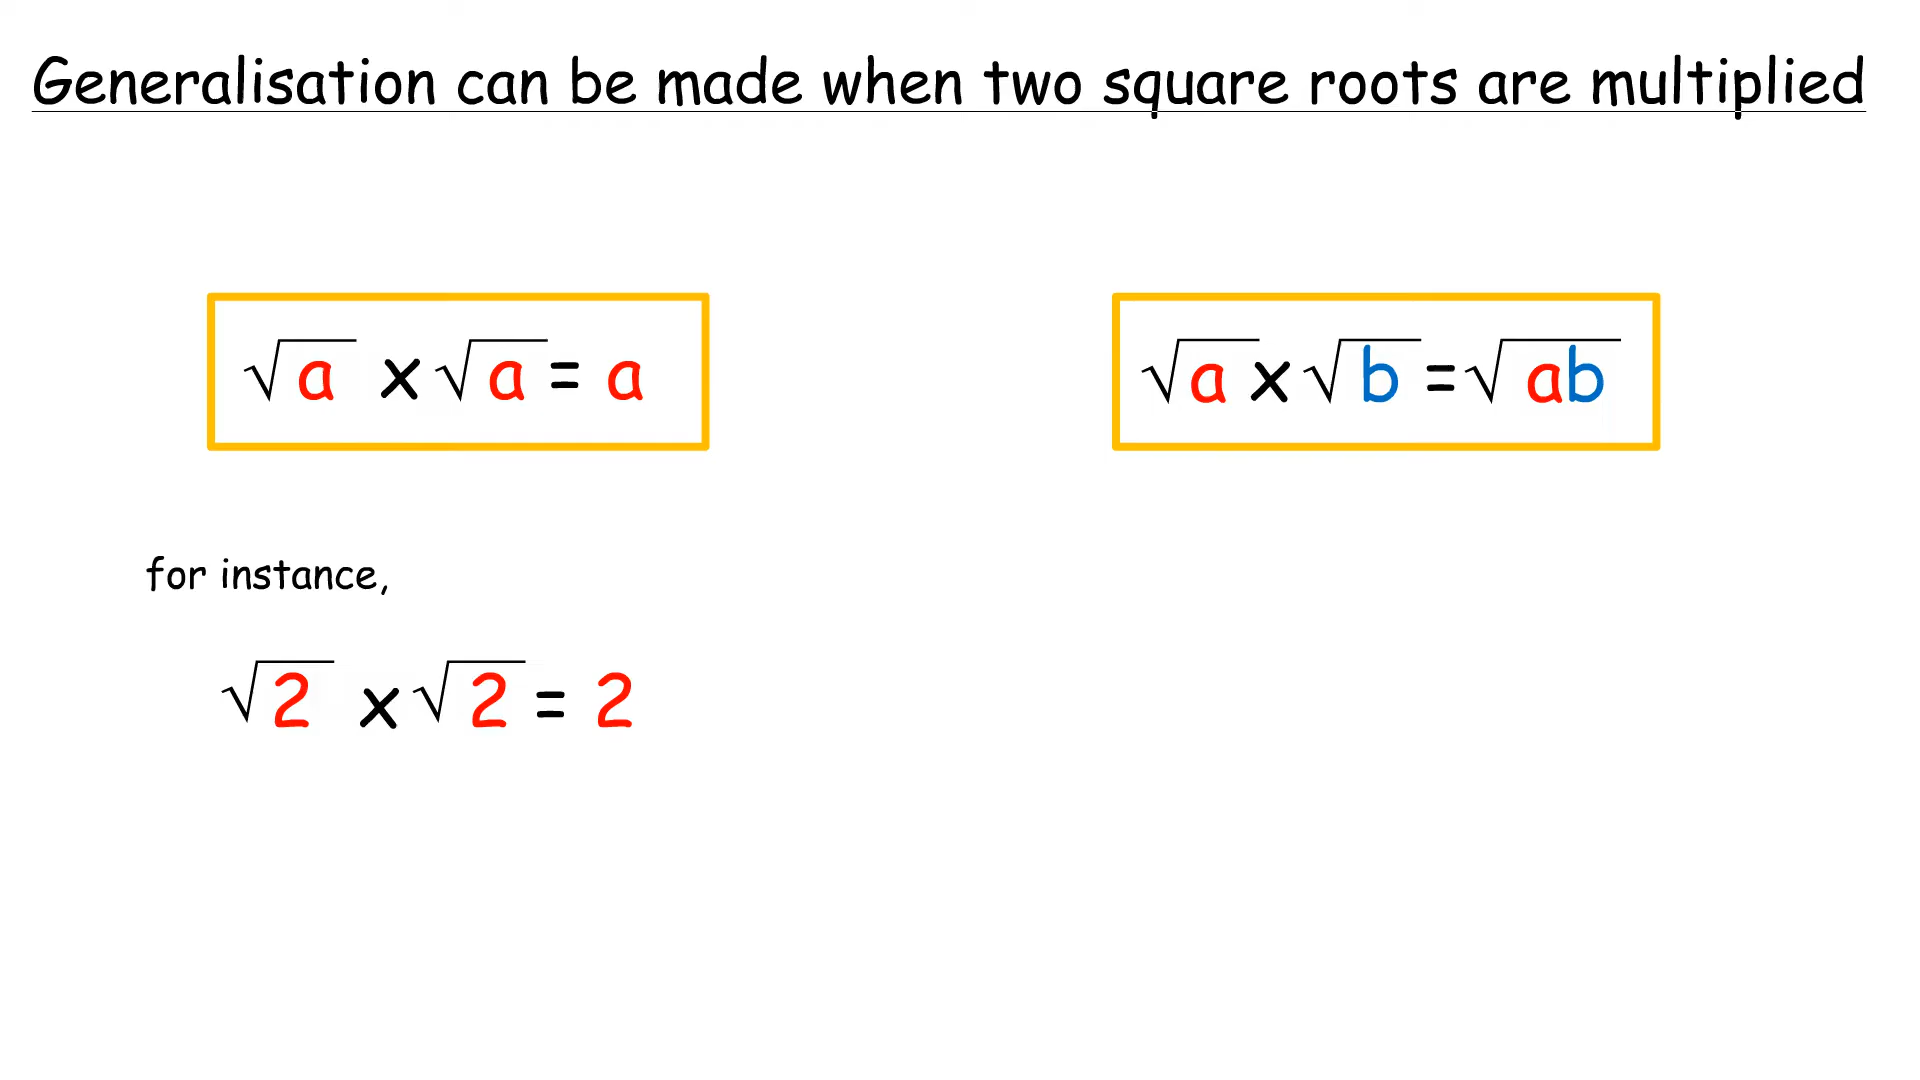 Generalisation can be made when two square roots are multiplied
√a x √a = a
√a x √b = √ab
for instance,
√2 x √2 = 2